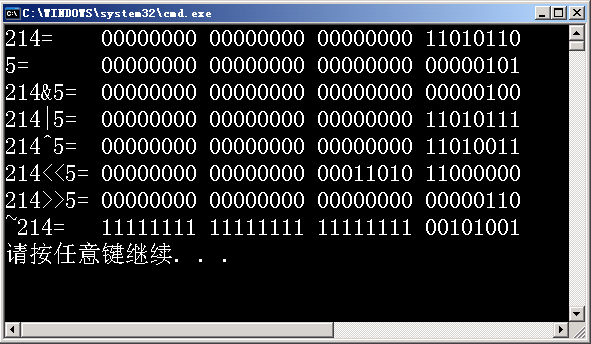 C:\WINDOWS\system32\cmd.exe
214=    00000000 00000000 00000000 11010110
5=      00000000 00000000 00000000 00000101
214&5=  00000000 00000000 00000000 00000100
214|5=  00000000 00000000 00000000 11010111
214^5=  00000000 00000000 00000000 11010011
214<<5= 00000000 00000000 00011010 11000000
214>>5= 00000000 00000000 00000000 00000110
~214=   11111111 11111111 11111111 00101001
请按任意键继续. . .